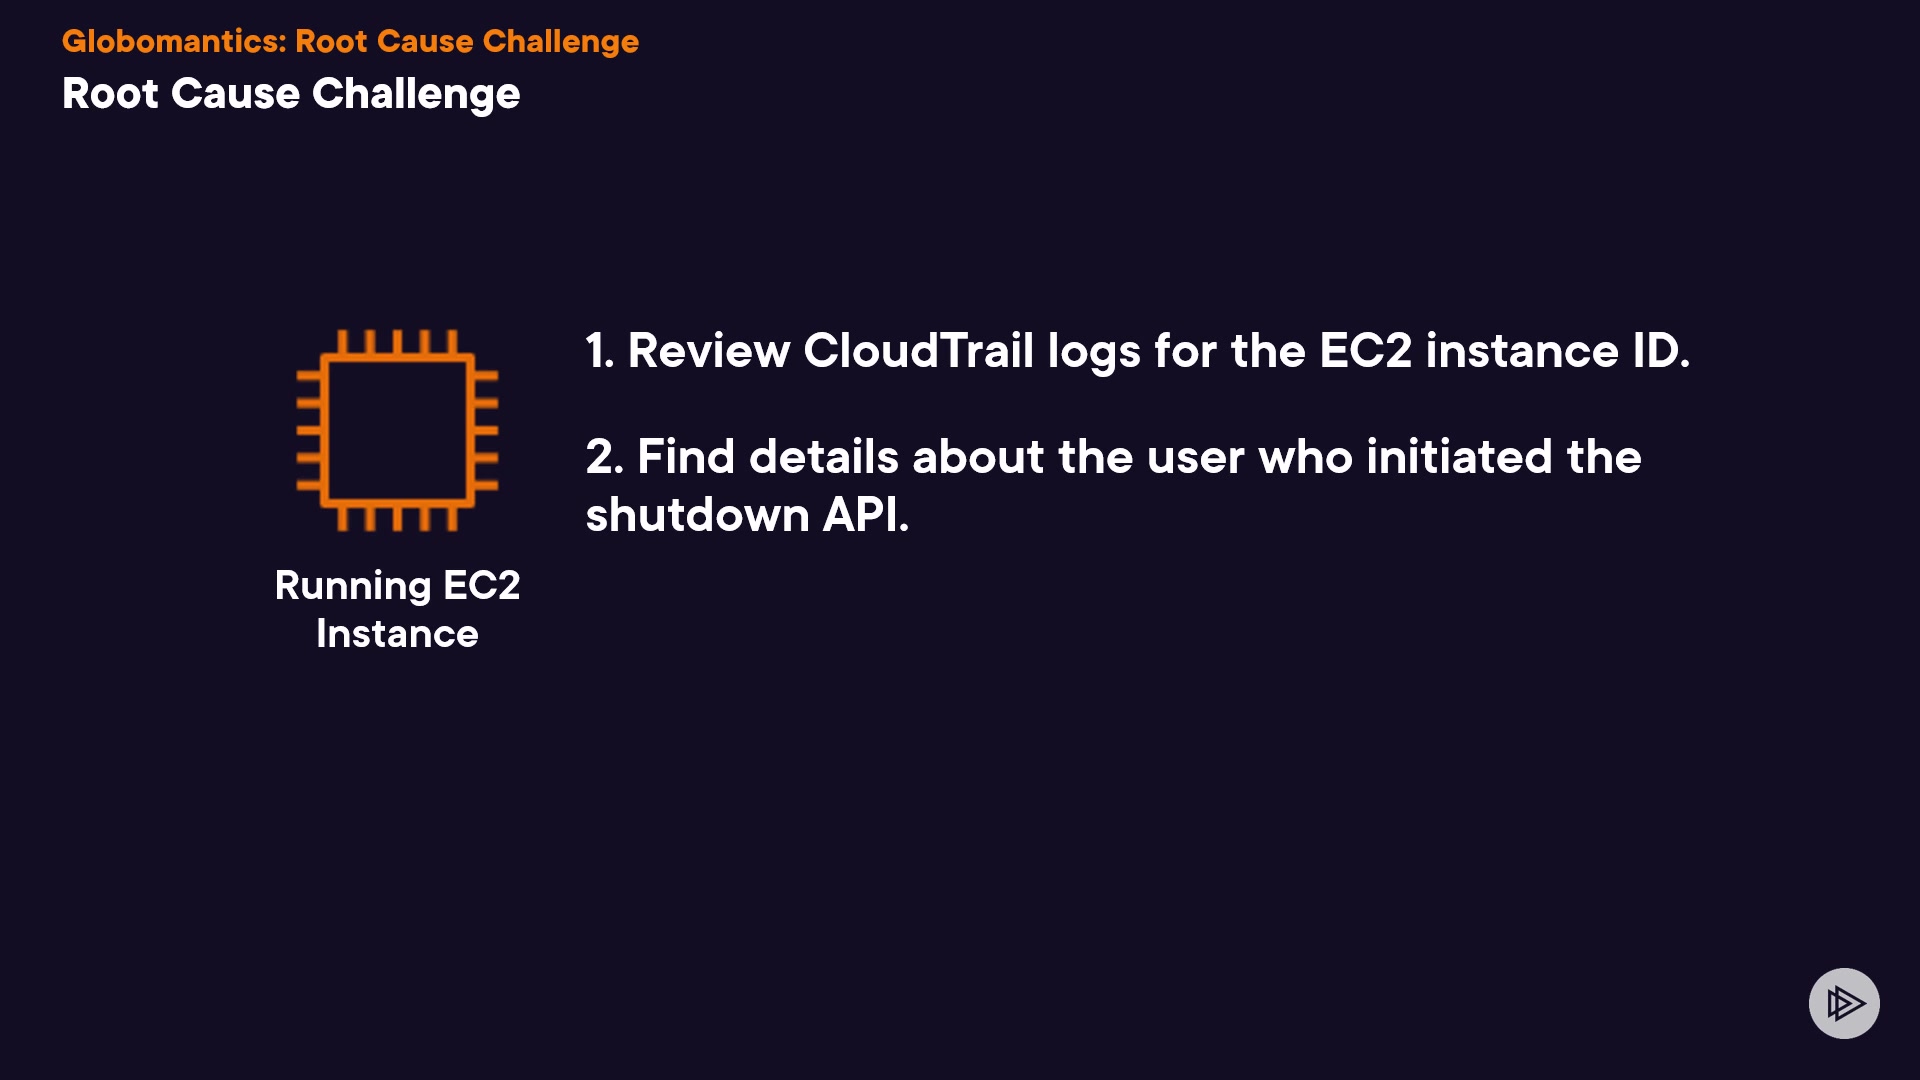 Globomantics: Root Cause Challenge
Root Cause Challenge
1. Review CloudTrail logs for the EC2 instance ID.
2. Find details about the user who initiated the
shutdown API.
Running EC2
Instance